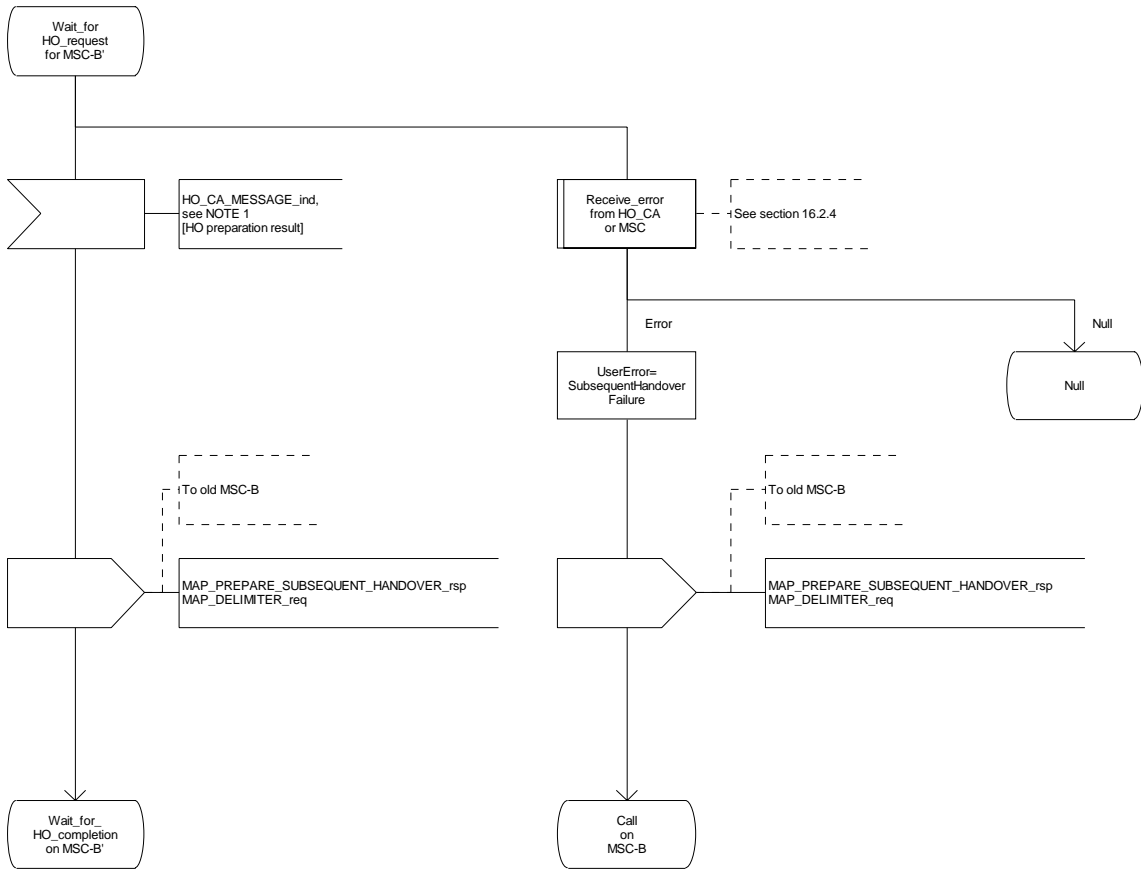 Wait_for
HO_request
for MSC-B'
HO_CA_MESSAGE_ind,
see NOTE 1
[HO preparation result]
Receive_error
from HO_CA
or MSC
See section 16.2.4
Error
Null
UserError=
SubsequentHandover
Failure
Null
To old MSC-B
To old MSC-B
MAP_PREPARE_SUBSEQUENT_HANDOVER_rsp
MAP_DELIMITER_req
MAP_PREPARE_SUBSEQUENT_HANDOVER_rsp
MAP_DELIMITER_req
Wait_for_
HO_completion
on MSC-B'
Call
on
MSC-B